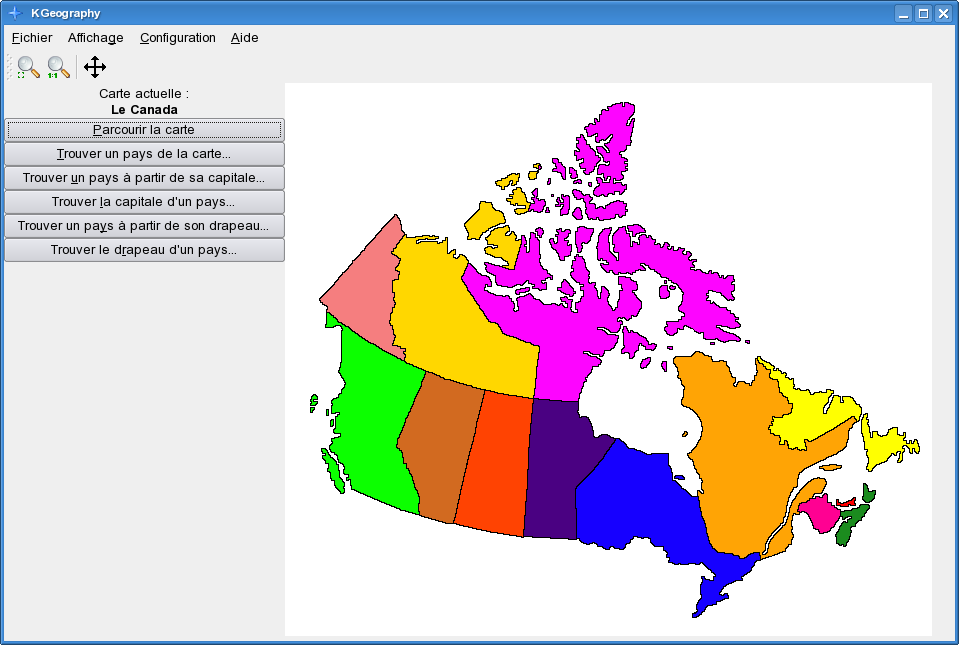 KGeography
Fichier Affichage Configuration Aide
1:1
Carte actuelle :
Le Canada
Parcourir la carte
Trouver un pays de la carte...
Trouver un pays à partir de sa capitale...
Trouver la capitale d'un pays...
Trouver un pays à partir de son drapeau...
Trouver le drapeau d'un pays...